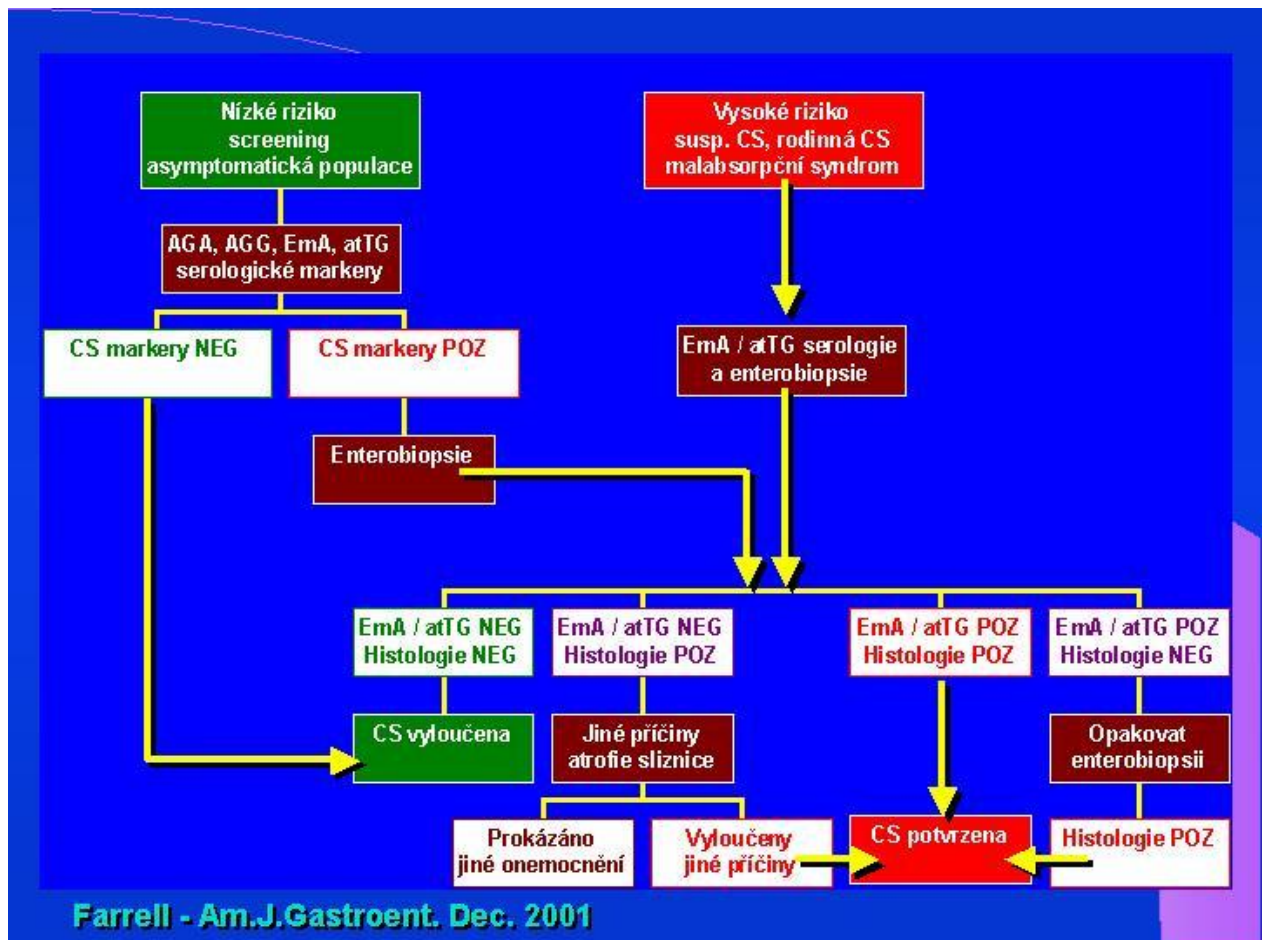 Nízké riziko
screening
asymptomatická populace
Vysoké riziko
susp. CS, rodinná CS
malabsorpční syndrom
AGA, AGG, EmA, atTG
serologické markery
CS markery NEG
CS markery POZ
EmA / atTG serologie
a enterobiopsie
Enterobiopsie
EmA / atTG NEG
Histologie NEG
EmA / atTG NEG
Histologie POZ
EmA / atTG POZ
Histologie POZ
EmA / atTG POZ
Histologie NEG
CS vyloučena
Jiné příčiny
atrofie sliznice
Opakovat
enterobiopsii
Prokázáno
jiné onemocnění
Vyloučeny
jiné příčiny
CS potvrzena
Histologie POZ
Farrell - Am.J.Gastroent. Dec. 2001